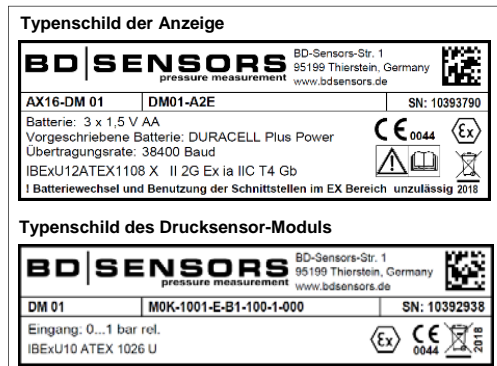 Typenschild der Anzeige
BD|SENSORS
pressure measurement
BD-Sensors-Str. 1
95199 Thierstein, Germany
www.bdsensors.de
AX16-DM 01 DM01-A2E SN: 10393790
Batterie: 3 x 1,5 V AA
Vorgeschriebene Batterie: DURACELL Plus Power
Übertragungsrate: 38400 Baud
CE 0044 Ex
IBExU12ATEX1108 X II 2G Ex ia IIC T4 Gb
! Batteriewechsel und Benutzung der Schnittstellen im EX Bereich unzulässig 2018
Typenschild des Drucksensor-Moduls
BD|SENSORS
pressure measurement
BD-Sensors-Str. 1
95199 Thierstein, Germany
www.bdsensors.de
DM 01 M0K-1001-E-B1-100-1-000 SN: 10392938
Eingang: 0...1 bar rel.
IBExU10 ATEX 1026 U
Ex CE 0044 2018